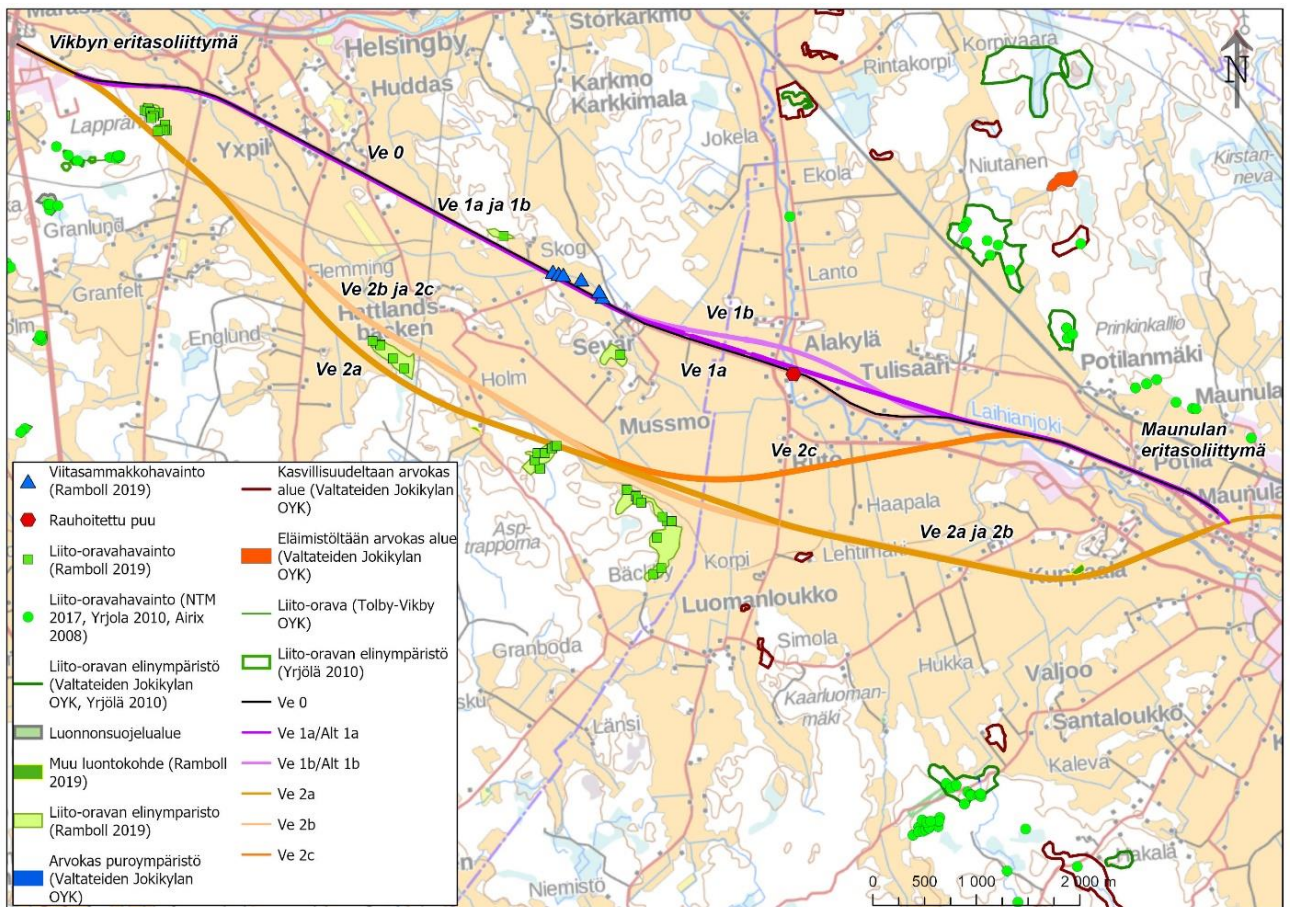 Vikbyn eritasoliittymä
Helsingby
Storkarkmo
Korpivaara
Rintakorpi
N
Huddas
Karkmo
Karkkimala
Jokela
Niutanen
Kirstan-
neva
Yxpil
Ve 0
Ekola
Ve 1a ja 1b
Skog
Granlund
Lanto
Flemming
Ve 2b ja 2c
Granfelt
Hattlands-
backen
Ve 1b
Prinkinkallio
Alakylä
Potilanmäki
Englund
Sevär
Ve 1a
Tulisaari
Ve 2a
Holm
Maunula
Laihianjoki
Mussmo
Maunulan
eritasoliittymä
Ve 2c
Ruto
Potila
Maunula
Haapala
Asp-
trapporna
Ve 2a ja 2b
Korpi
Lehtimäki
Bäckby
Luomanloukko
Simola
Granboda
Hukka
Valjoo
Kaarluoman-
mäki
Länsi
Santaloukko
Kaleva
Hakala
Niemistö
Viitasammakkohavainto
(Ramboll 2019)
Rauhoitettu puu
Liito-oravahavainto
(Ramboll 2019)
Liito-oravahavainto (NTM
2017, Yrjola 2010, Airix
2008)
Liito-oravan elinympäristö
(Valtateiden Jokikylan
OYK, Yrjölä 2010)
Luonnonsuojelualue
Muu luontokohde (Ramboll
2019)
Liito-oravan elinymparisto
(Ramboll 2019)
Arvokas puroympäristö
(Valtateiden Jokikylan
OYK)
Kasvillisuudeltaan arvokas
alue (Valtateiden Jokikylan
OYK)
Eläimistöltään arvokas alue
(Valtateiden Jokikylan
OYK)
Liito-orava (Tolby-Vikby
OYK)
Liito-oravan elinympäristö
(Yrjölä 2010)
Ve 0
Ve 1a/Alt 1a
Ve 1b/Alt 1b
Ve 2a
Ve 2b
Ve 2c
0 500 1 000 2 000 m